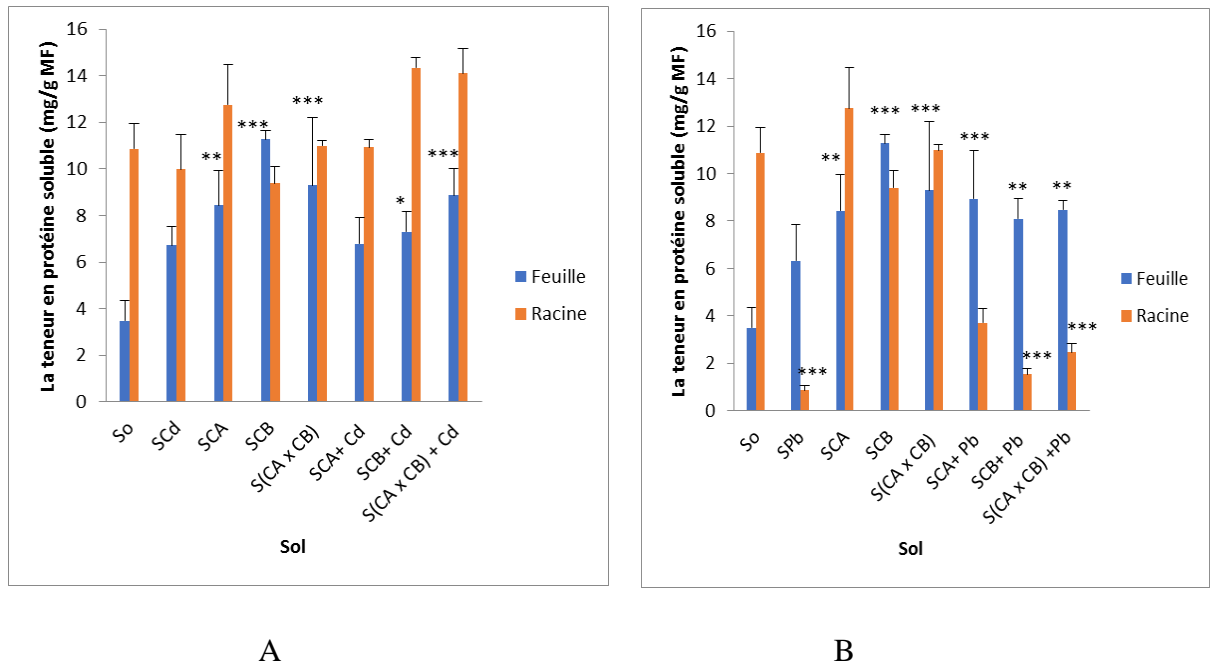 La teneur en protéine soluble (mg/g MF)
16
14
12
10
8
6
4
2
0
**
***
***
*
***
So
SCd
SCA
SCB
S(CA x CB)
SCA+ Cd
SCB+ Cd
S(CA x CB) + Cd
Sol
Feuille
Racine
A
La teneur en protéine soluble (mg/g MF)
16
14
12
10
8
6
4
2
0
***
**
***
***
***
**
***
**
***
So
SPb
SCA
SCB
S(CA x CB)
SCA+ Pb
SCB+ Pb
S(CA x CB) +Pb
Sol
Feuille
Racine
B